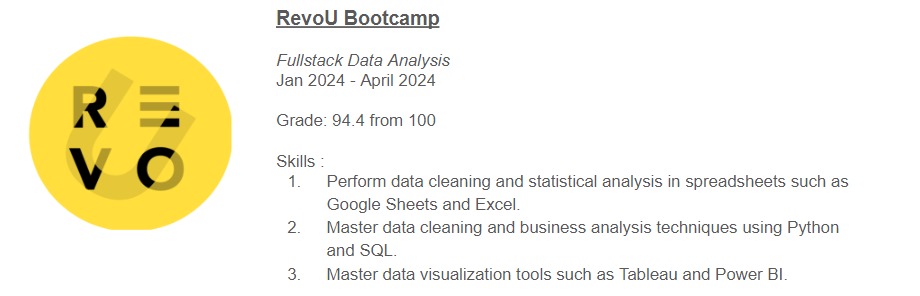 RevoU Bootcamp
RE
VO
U
Fullstack Data Analysis
Jan 2024 - April 2024
Grade: 94.4 from 100
Skills :
1. Perform data cleaning and statistical analysis in spreadsheets such as
Google Sheets and Excel.
2. Master data cleaning and business analysis techniques using Python
and SQL.
3. Master data visualization tools such as Tableau and Power BI.